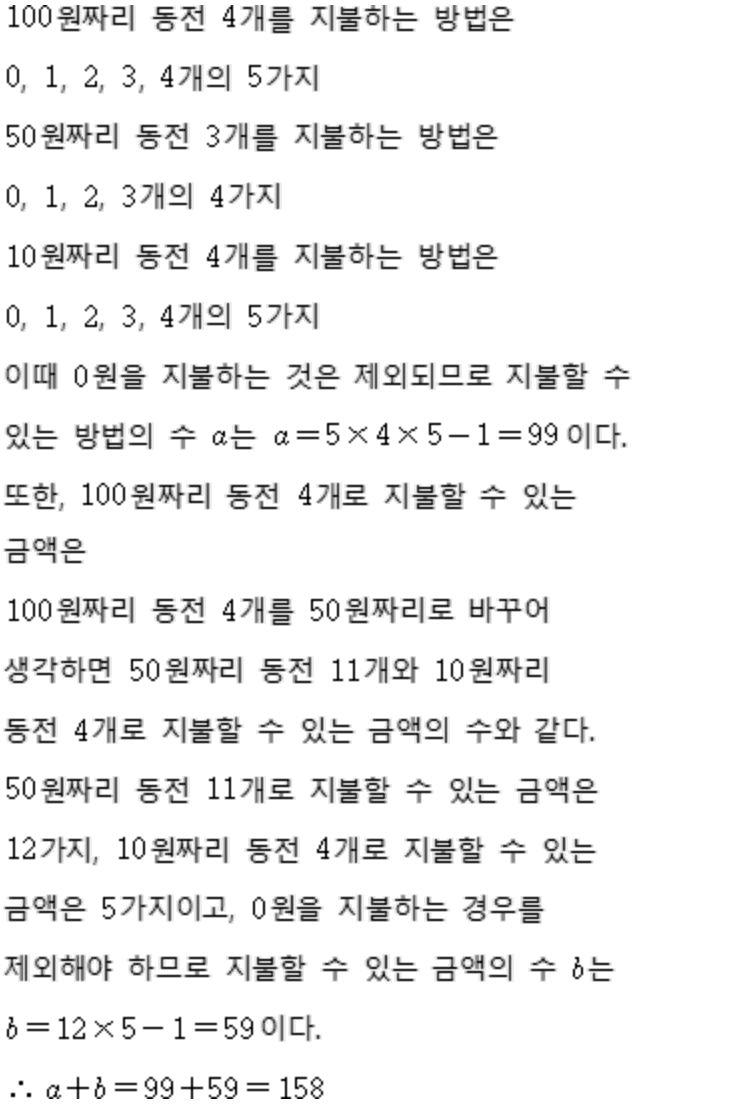 100원짜리 동전 4개를 지불하는 방법은
0, 1, 2, 3, 4개의 5가지
50원짜리 동전 3개를 지불하는 방법은
0, 1, 2, 3개의 4가지
10원짜리 동전 4개를 지불하는 방법은
0, 1, 2, 3, 4개의 5가지
이때 0원을 지불하는 것은 제외되므로 지불할 수
있는 방법의 수 a는 a=5×4×5-1=99이다.
또한, 100원짜리 동전 4개로 지불할 수 있는
금액은
100원짜리 동전 4개를 50원짜리로 바꾸어
생각하면 50원짜리 동전 11개와 10원짜리
동전 4개로 지불할 수 있는 금액의 수와 같다.
50원짜리 동전 11개로 지불할 수 있는 금액은
12가지, 10원짜리 동전 4개로 지불할 수 있는
금액은 5가지이고, 0원을 지불하는 경우를
제외해야 하므로 지불할 수 있는 금액의 수 b는
b=12×5-1=59이다.
∴ a+b=99+59=158